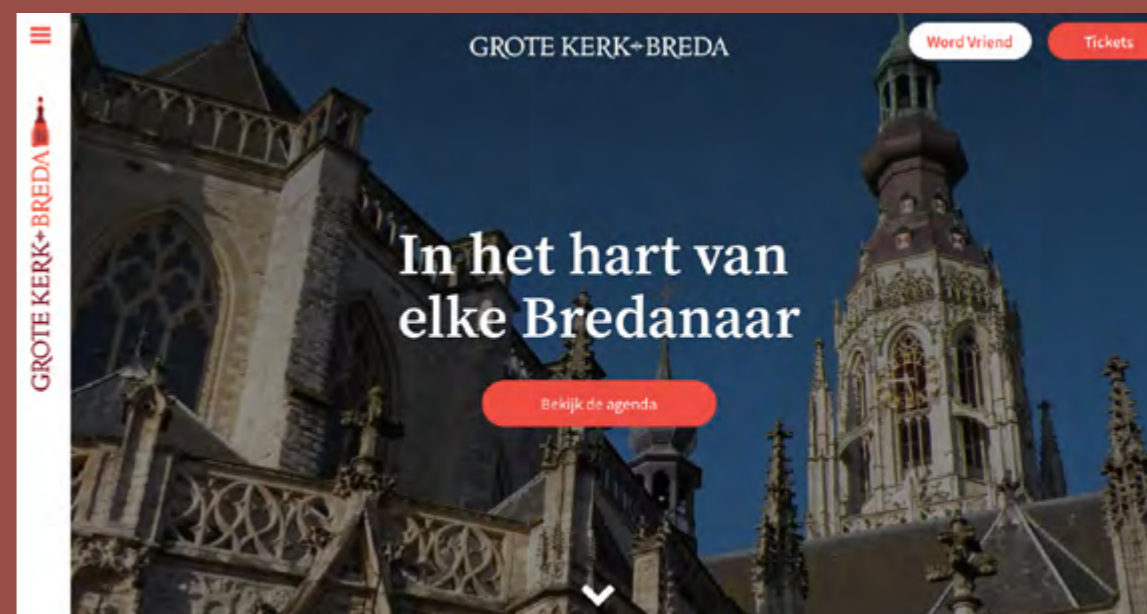 GROTE KERK+BREDA
Word Vriend
Tickets
GROTE KERK+BREDA
In het hart van
elke Bredanaar
Bekijk de agenda